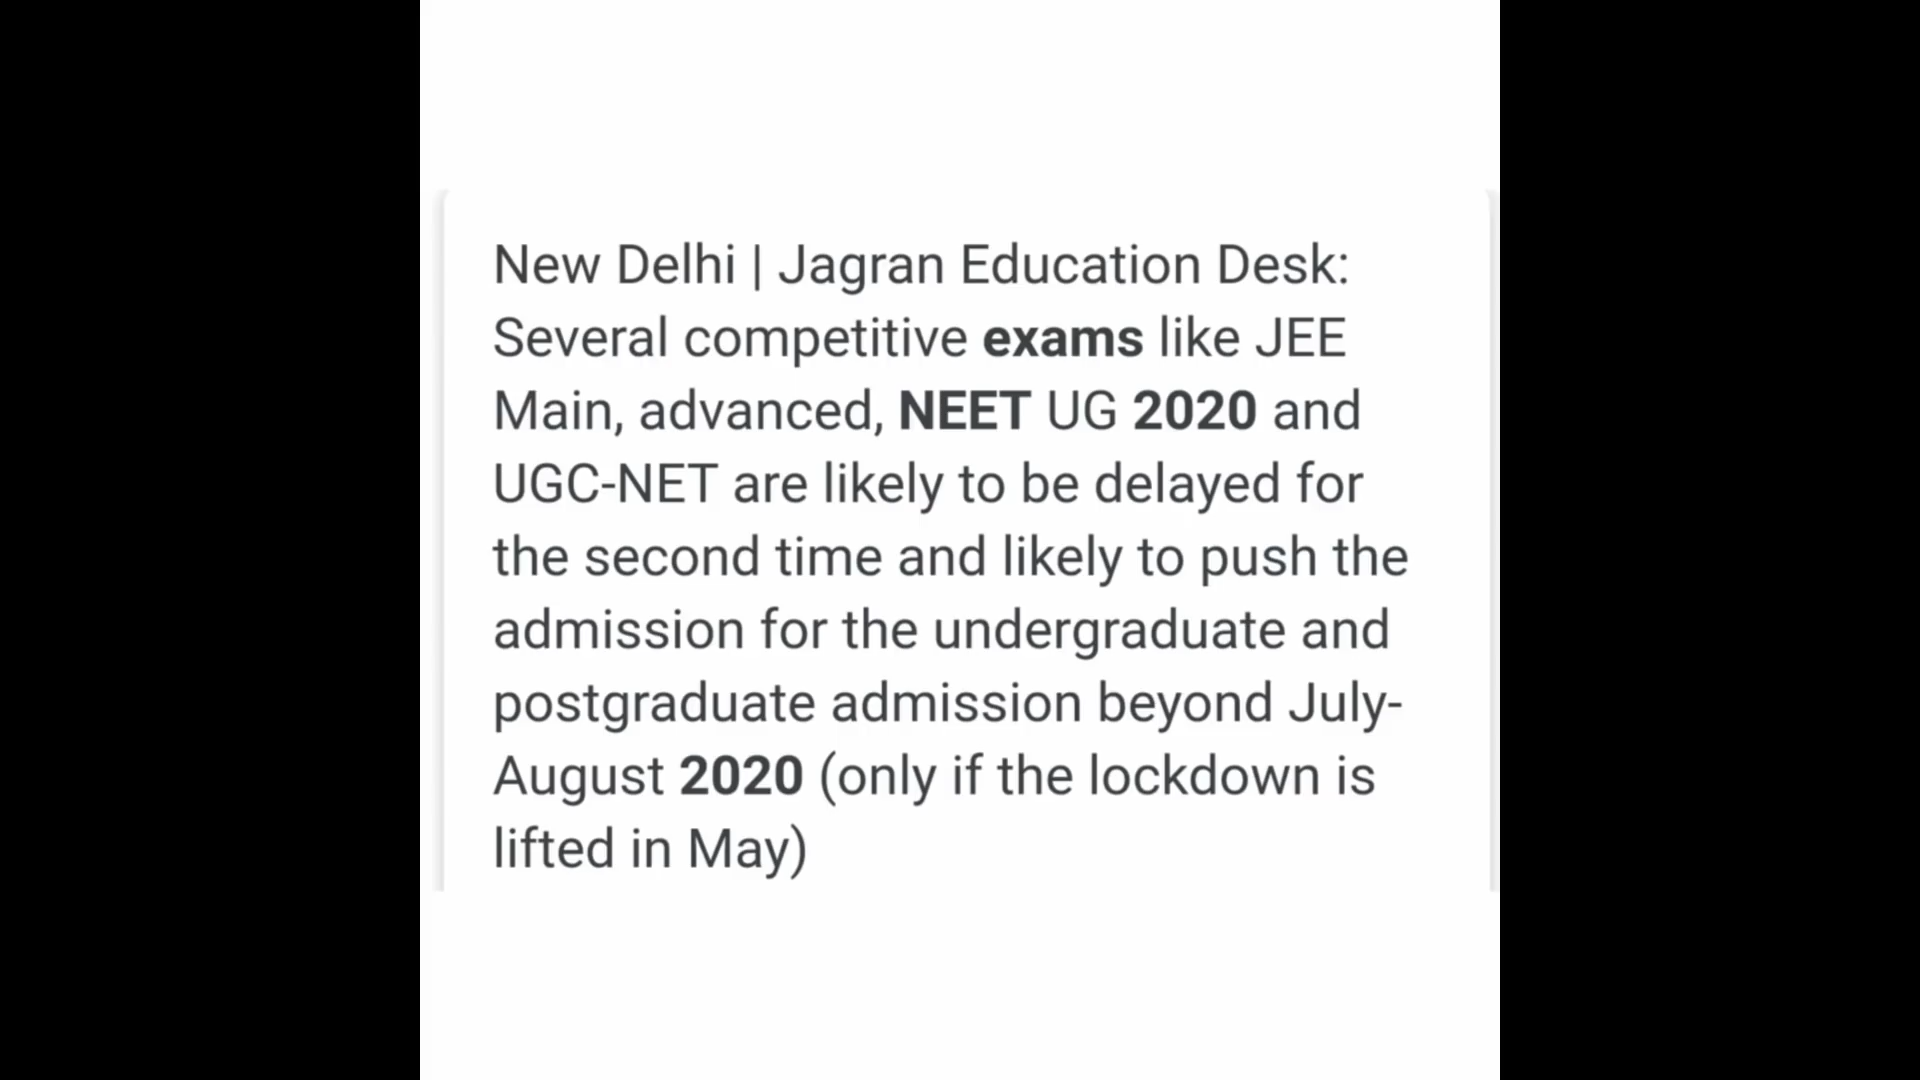 New Delhi | Jagran Education Desk:
Several competitive exams like JEE
Main, advanced, NEET UG 2020 and
UGC-NET are likely to be delayed for
the second time and likely to push the
admission for the undergraduate and
postgraduate admission beyond July-
August 2020 (only if the lockdown is
lifted in May)